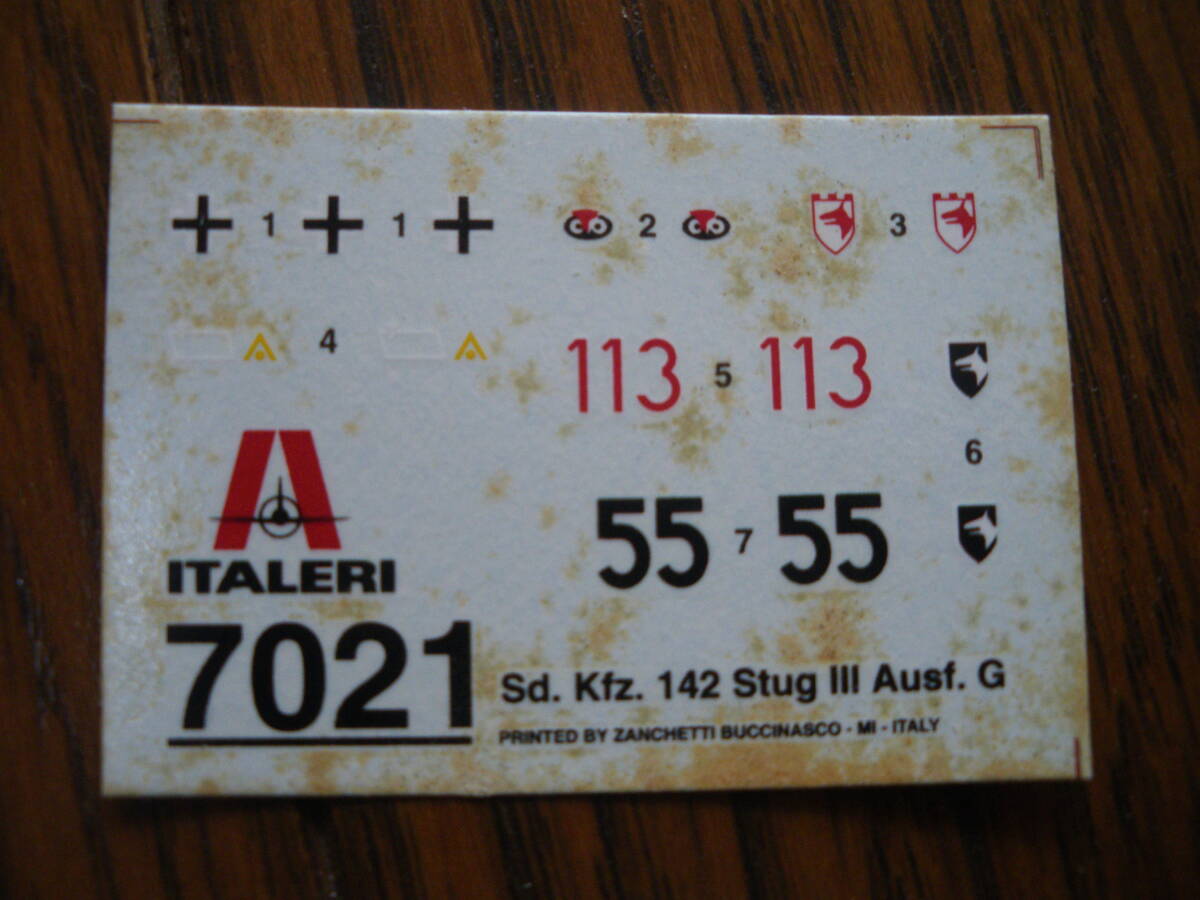 1 1 2 3
4 113 5 113
6
55 7 55
ITALERI
7021
Sd. Kfz. 142 Stug III Ausf. G
PRINTED BY ZANCHETTI BUCCINASCO - MI - ITALY